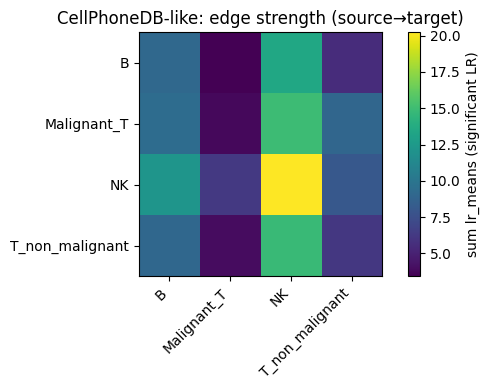 CellPhoneDB-like: edge strength (source→target)
B
Malignant_T
NK
T_non_malignant
B
Malignant_T
NK
T_non_malignant
20.0
17.5
15.0
12.5
10.0
7.5
5.0
sum lr_means (significant LR)